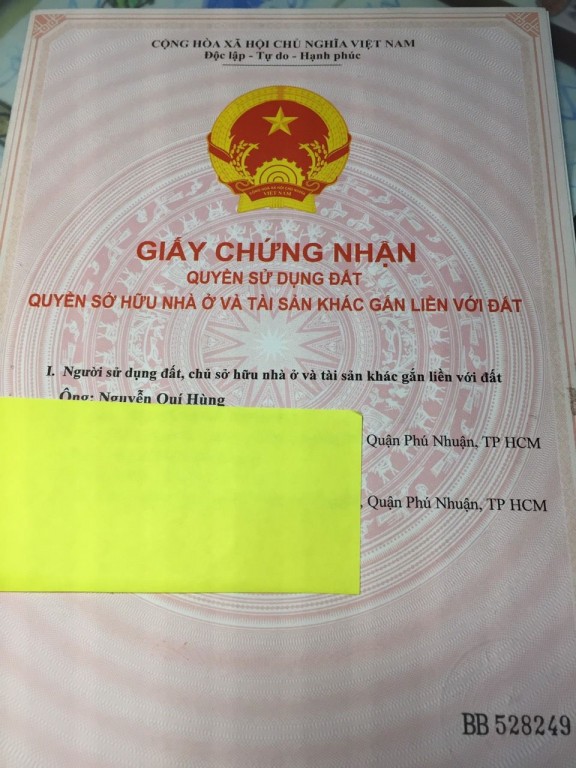 CỘNG HÒA XÃ HỘI CHỦ NGHĨA VIỆT NAM
Độc lập - Tự do - Hạnh phúc
VIỆT NAM
GIẤY CHỨNG NHẬN
QUYỀN SỬ DỤNG ĐẤT
QUYỀN SỞ HỮU NHÀ Ở VÀ TÀI SẢN KHÁC GẮN LIỀN VỚI ĐẤT
I. Người sử dụng đất, chủ sở hữu nhà ở và tài sản khác gắn liền với đất
Ông: Nguyễn Quí Hùng
Quận Phú Nhuận, TP HCM
, Quận Phủ Nhuận, TP HCM
BB 528249